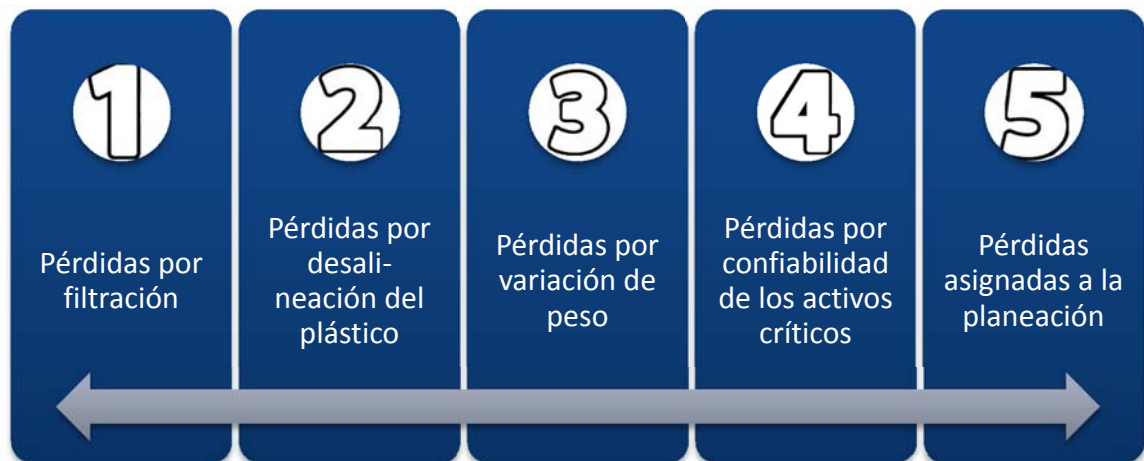 1
Pérdidas por
filtración
2
Pérdidas por
desali-
neación del
plástico
3
Pérdidas por
variación de
peso
4
Pérdidas por
confiabilidad
de los activos
críticos
5
Pérdidas
asignadas a la
planeación